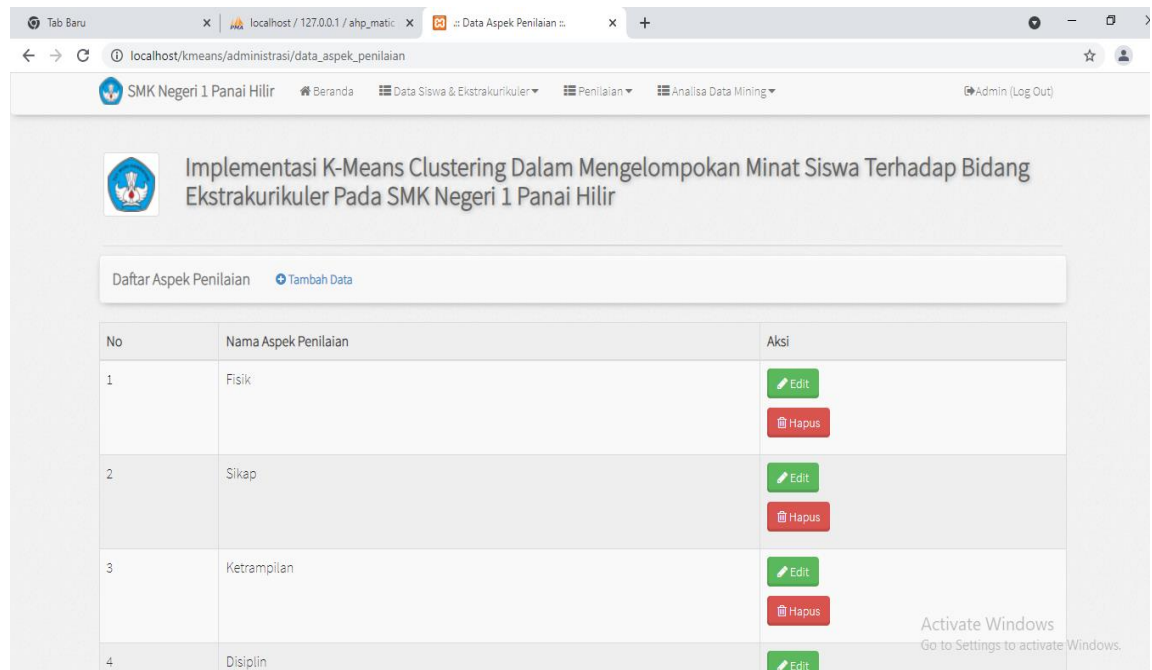 Tab Baru
localhost / 127.0.0.1 / ahp_matic
.:: Data Aspek Penilaian ::.
localhost/kmeans/administrasi/data_aspek_penilaian
SMK Negeri 1 Panai Hilir Beranda Data Siswa & Ekstrakurikuler Penilaian Analisa Data Mining Admin (Log Out)
Implementasi K-Means Clustering Dalam Mengelompokan Minat Siswa Terhadap Bidang
Ekstrakurikuler Pada SMK Negeri 1 Panai Hilir
Daftar Aspek Penilaian Tambah Data
No Nama Aspek Penilaian Aksi
1 Fisik Edit
Hapus
2 Sikap Edit
Hapus
3 Ketrampilan Edit
Hapus
4 Disiplin Edit
Activate Windows
Go to Settings to activate Windows.